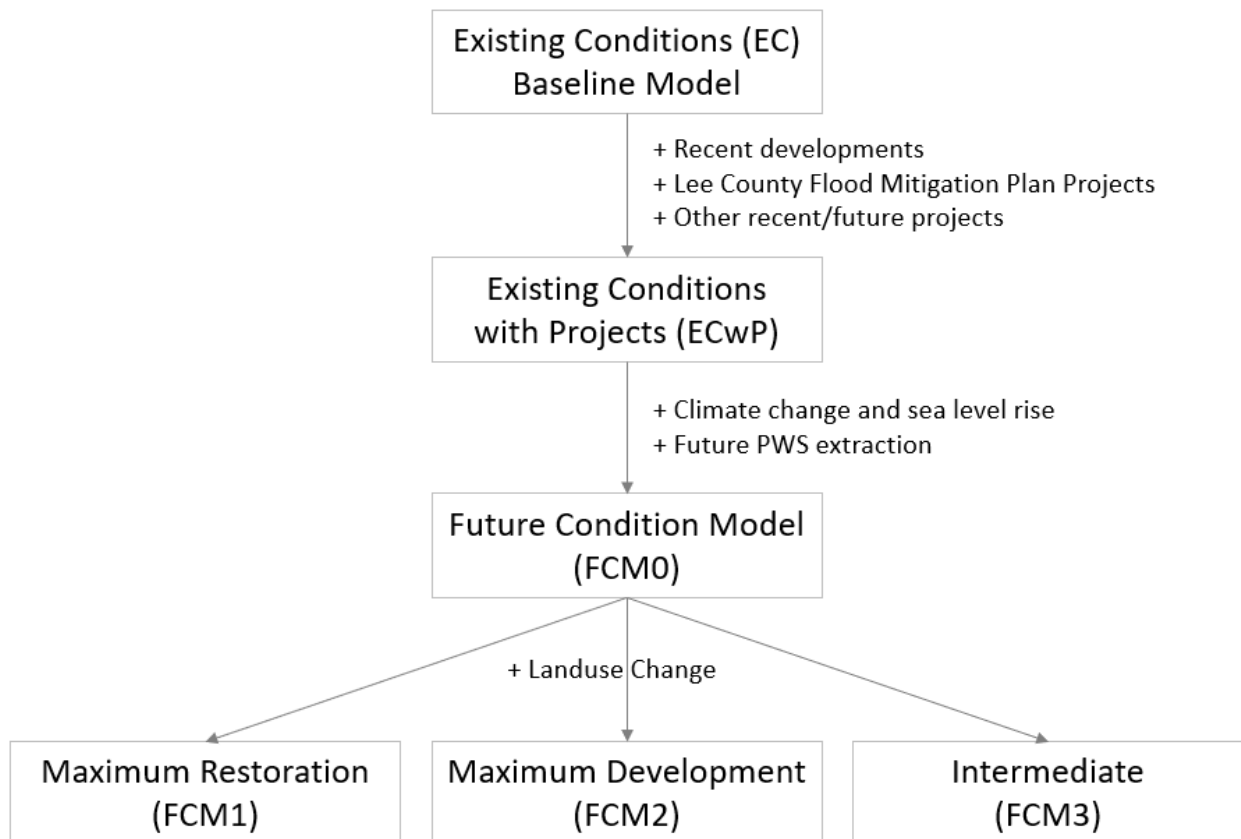 Existing Conditions (EC)
Baseline Model
+ Recent developments
+ Lee County Flood Mitigation Plan Projects
+ Other recent/future projects
Existing Conditions
with Projects (ECwP)
+ Climate change and sea level rise
+ Future PWS extraction
Future Condition Model
(FCM0)
+ Landuse Change
Maximum Restoration
(FCM1)
Maximum Development
(FCM2)
Intermediate
(FCM3)